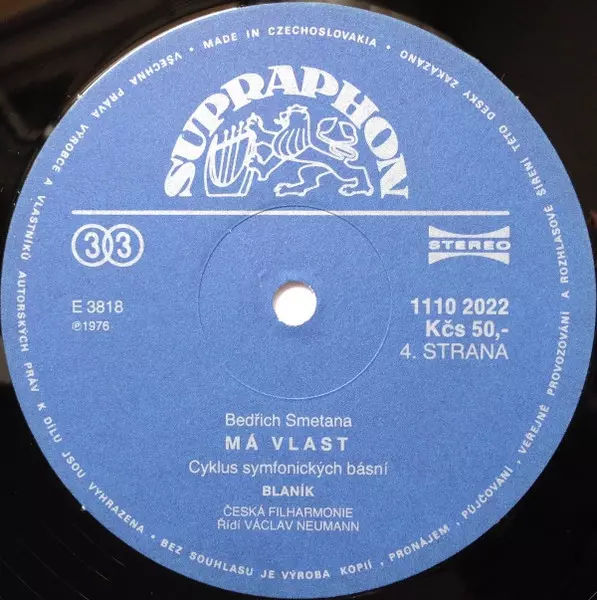 VŠECHNA PRÁVA VÝROBCE A VLASTNÍKŮ AUTORSKÝCH PRÁV K DÍLU JSOU VYHRAZENA • BEZ SOUHLASU JE VÝROBA KOPIÍ, PRONÁJEM, PŮJČOVÁNÍ, VEŘEJNÉ PROVOZOVÁNÍ A ROZHLASOVÉ ŠÍŘENÍ TÉTO DESKY ZAKÁZÁNO • MADE IN CZECHOSLOVAKIA •
SUPRAPHON
33
STEREO
E 3818
℗1976
1110 2022
Kčs 50,-
4. STRANA
Bedřich Smetana
MÁ VLAST
Cyklus symfonických básní
BLANÍK
ČESKÁ FILHARMONIE
Řídí VÁCLAV NEUMANN